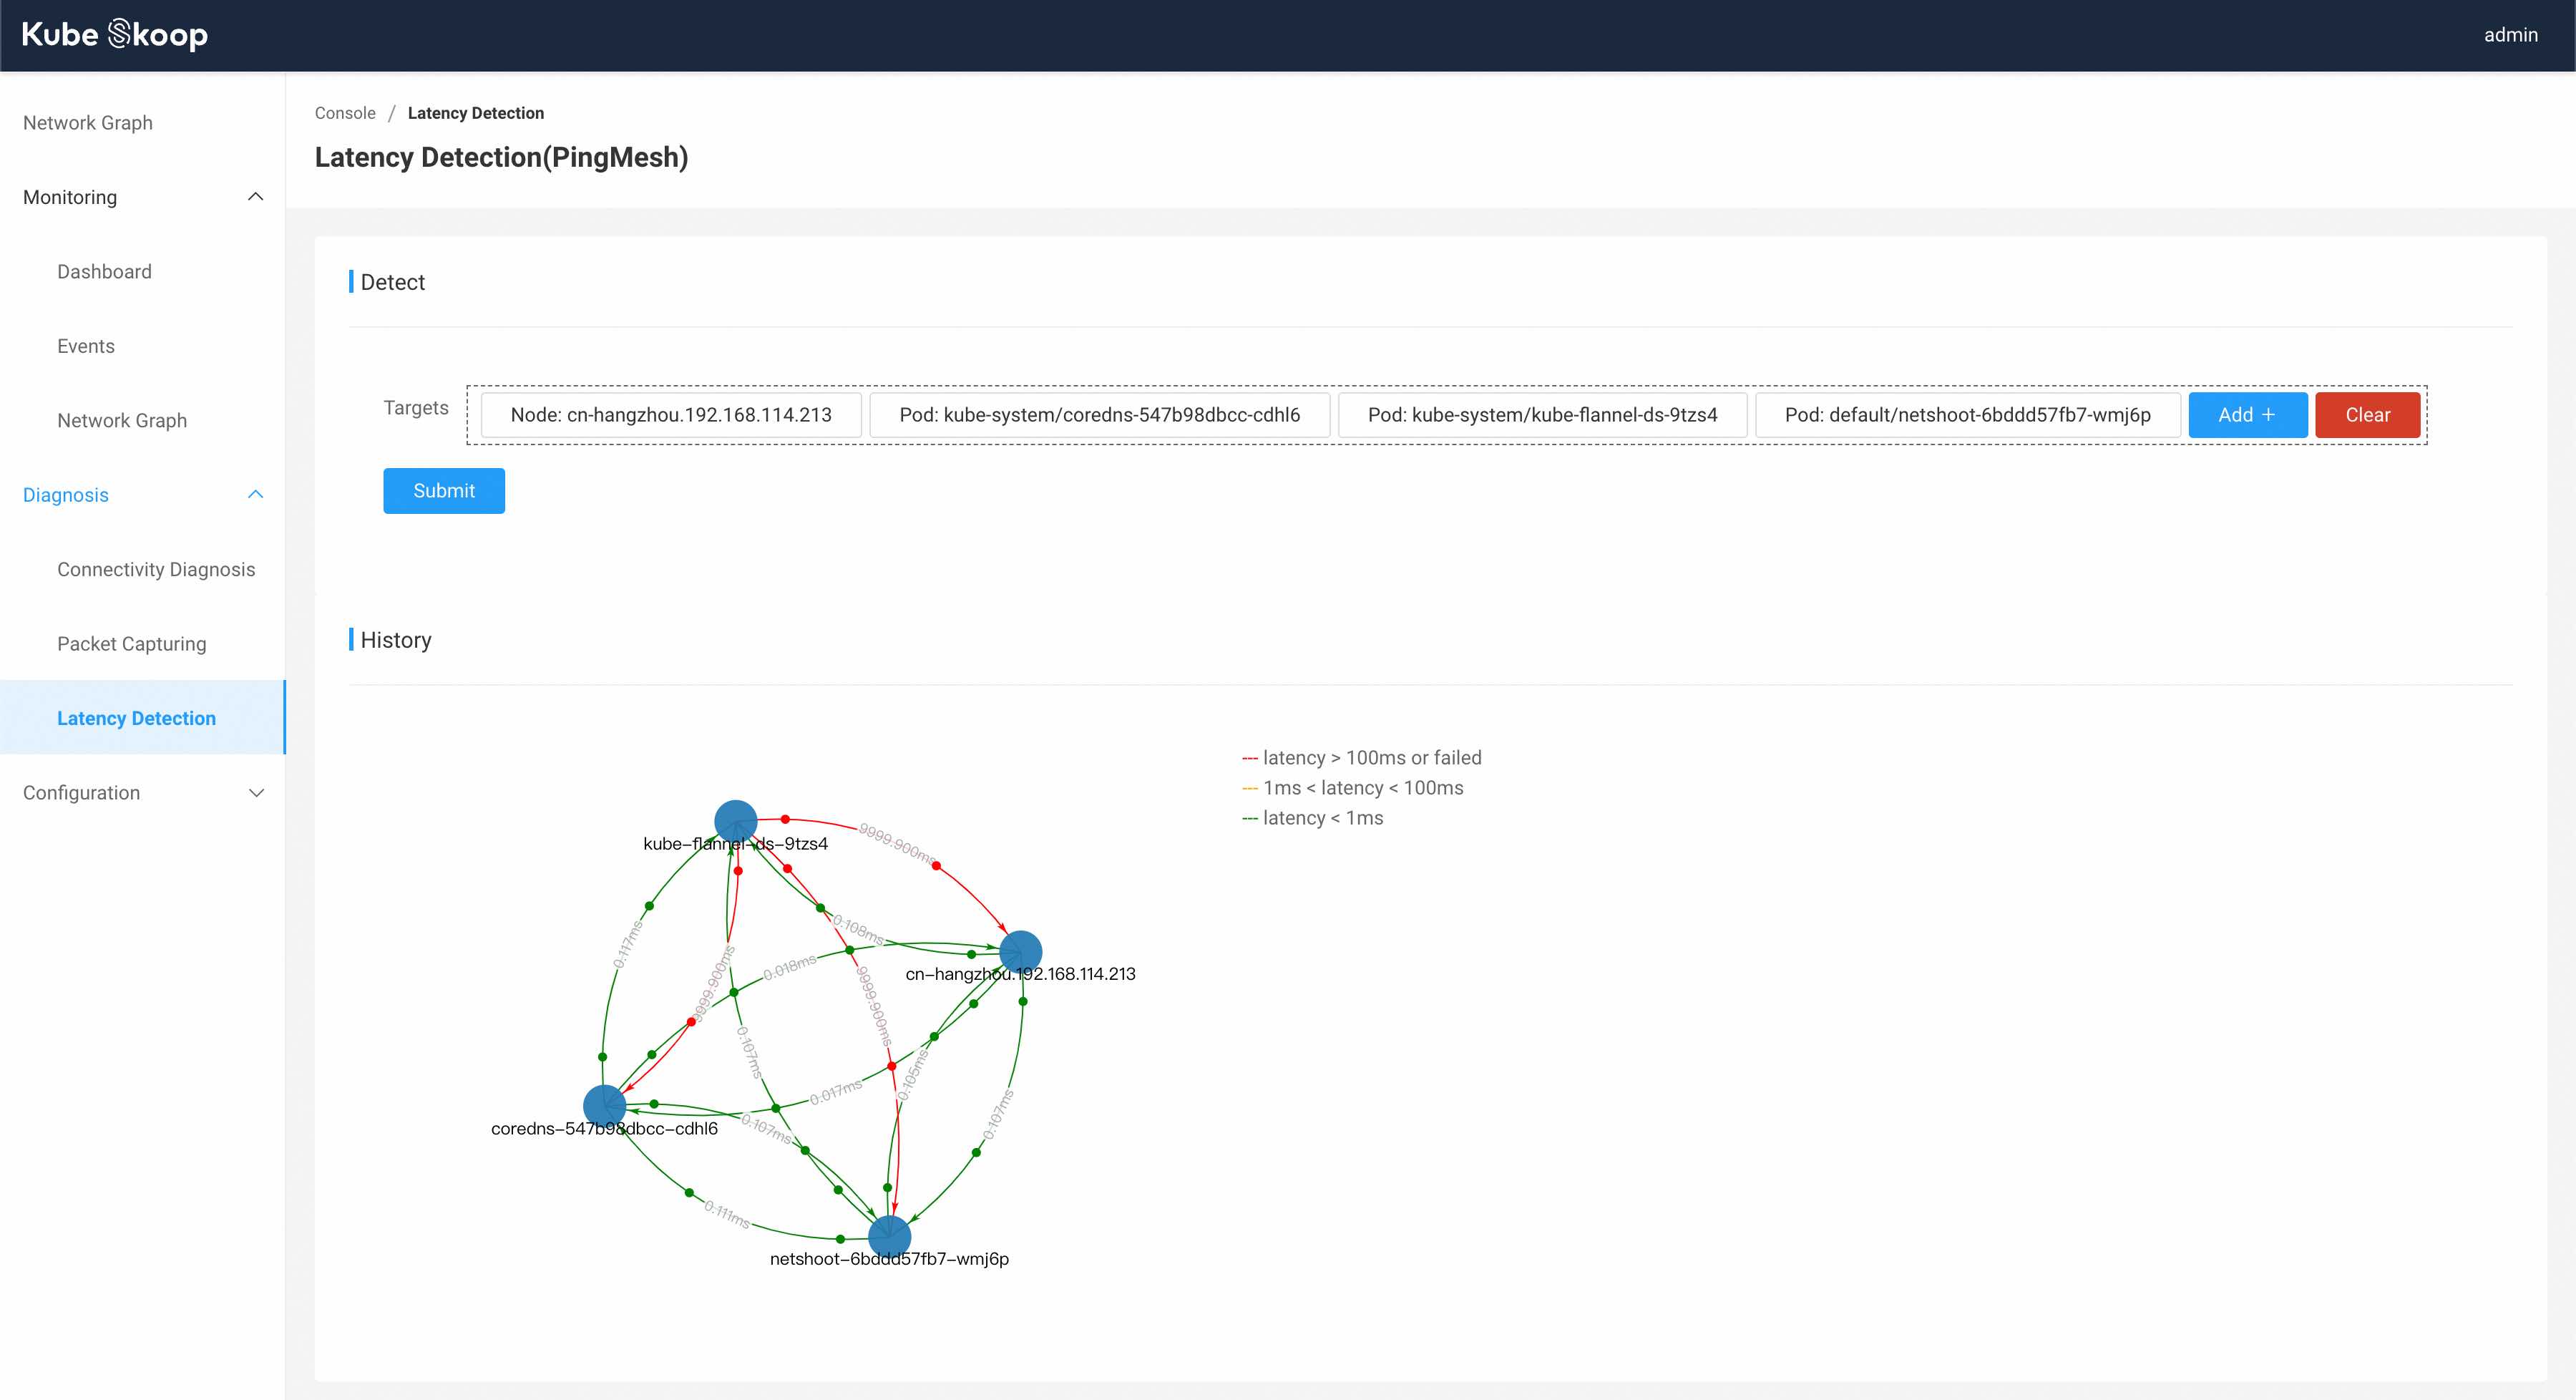 Kube Skoop
admin
Network Graph
Monitoring
Dashboard
Events
Network Graph
Diagnosis
Connectivity Diagnosis
Packet Capturing
Latency Detection
Configuration
Console / Latency Detection
Latency Detection(PingMesh)
Detect
Targets
Node: cn-hangzhou.192.168.114.213
Pod: kube-system/coredns-547b98dbcc-cdhl6
Pod: kube-system/kube-flannel-ds-9tzs4
Pod: default/netshoot-6bddd57fb7-wmj6p
Add +
Clear
Submit
History
--- latency > 100ms or failed
--- 1ms < latency < 100ms
--- latency < 1ms
kube-flannel-ds-9tzs4
9999.900ms
0.108ms
0.117ms
9999.900ms
0.018ms
9999.900ms
cn-hangzhou.192.168.114.213
0.107ms
0.105ms
0.017ms
0.107ms
0.107ms
coredns-547b98dbcc-cdhl6
0.111ms
netshoot-6bddd57fb7-wmj6p